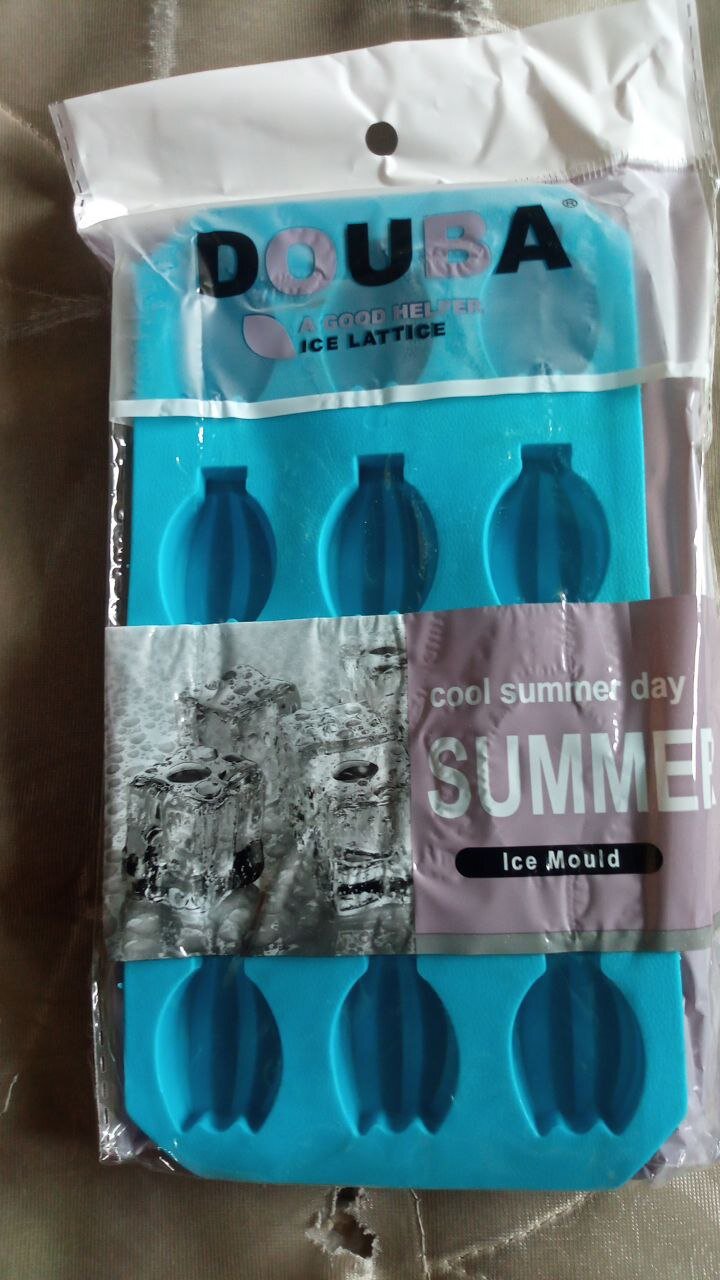 DOUBA®
A GOOD HELPER
ICE LATTICE
cool summer day
SUMMER
Ice Mould